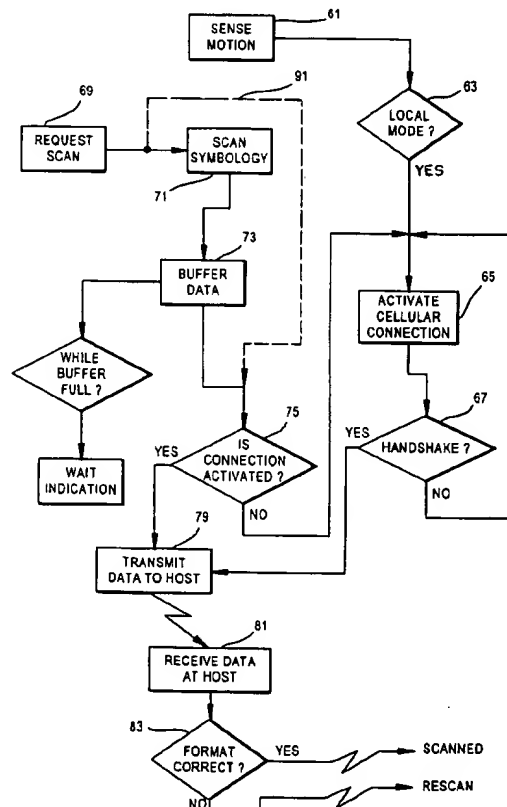 61
SENSE
MOTION
91
63
69
LOCAL
MODE ?
REQUEST
SCAN
SCAN
SYMBOLOGY
71
YES
73
BUFFER
DATA
65
ACTIVATE
CELLULAR
CONNECTION
WHILE
BUFFER
FULL ?
75
67
YES
IS
CONNECTION
ACTIVATED ?
YES
HANDSHAKE ?
WAIT
INDICATION
NO
NO
79
TRANSMIT
DATA TO HOST
81
RECEIVE DATA
AT HOST
83
FORMAT
CORRECT ?
YES
SCANNED
RESCAN
NO